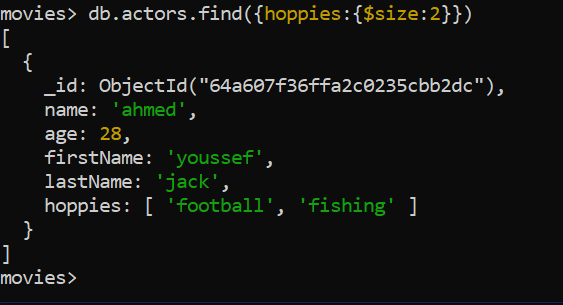 movies> db.actors.find({hoppies:{$size:2}})
[
  {
    _id: ObjectId("64a607f36ffa2c0235cbb2dc"),
    name: 'ahmed',
    age: 28,
    firstName: 'youssef',
    lastName: 'jack',
    hoppies: [ 'football', 'fishing' ]
  }
]
movies>